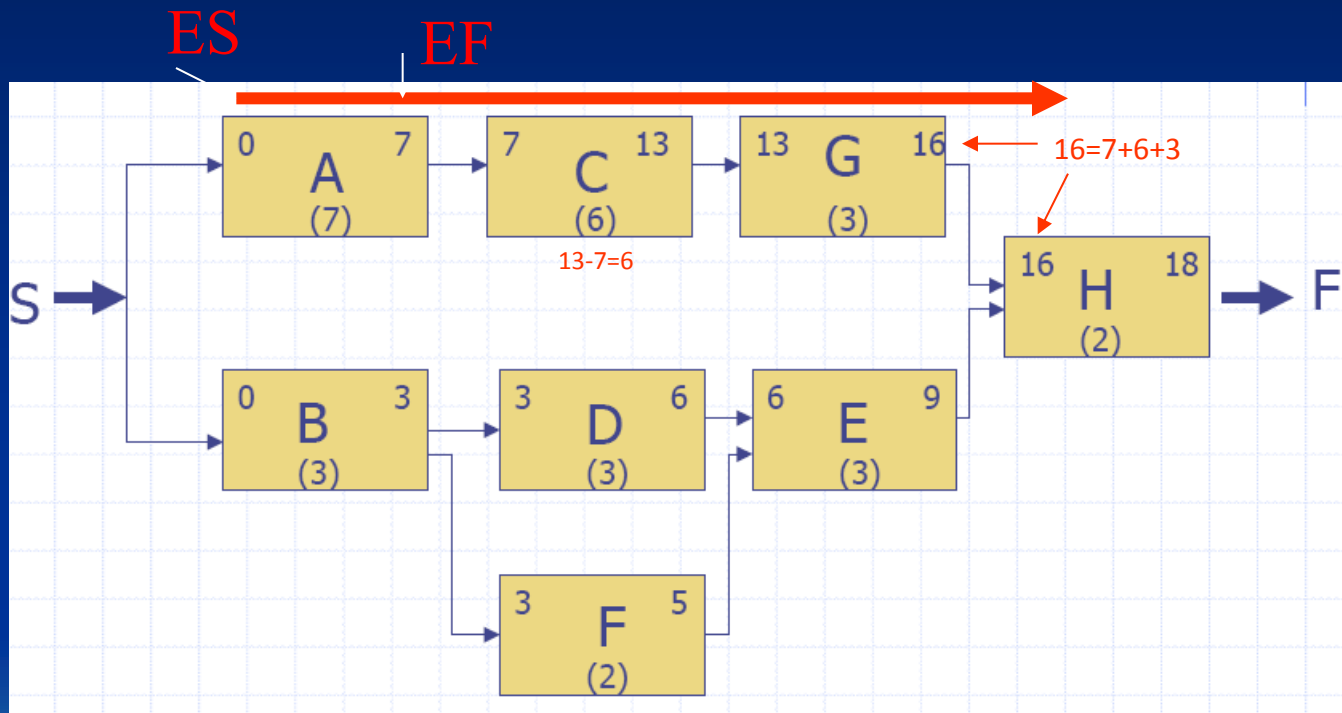 ES
EF
0 7
A
(7)
7 13
C
(6)
13-7=6
13 16
G
(3)
16=7+6+3
S
16 18
H
(2)
F
0 3
B
(3)
3 6
D
(3)
6 9
E
(3)
3 5
F
(2)